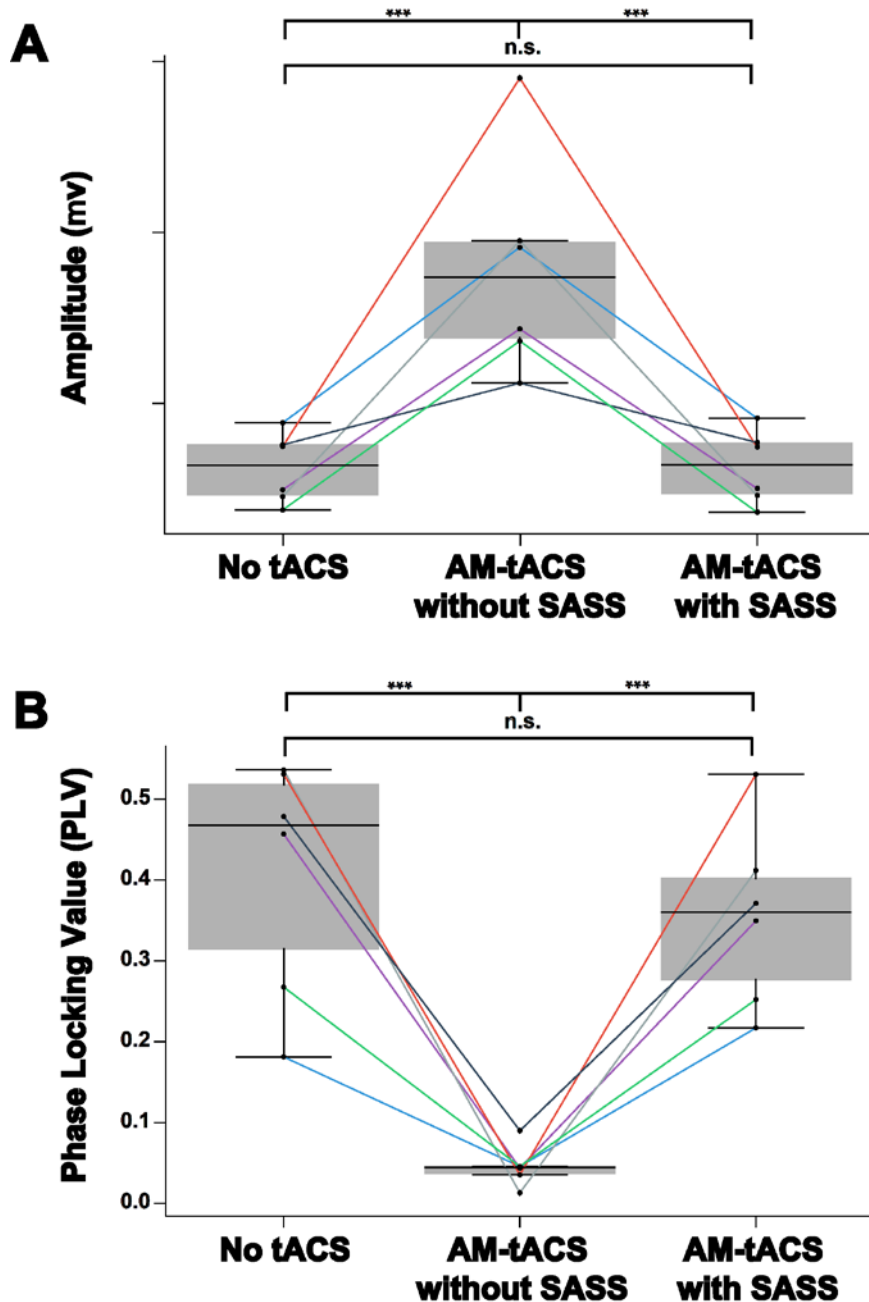 A
***
***
n.s.
Amplitude (mv)
No tACS
AM-tACS
without SASS
AM-tACS
with SASS
B
***
***
n.s.
Phase Locking Value (PLV)
0.5
0.4
0.3
0.2
0.1
0.0
No tACS
AM-tACS
without SASS
AM-tACS
with SASS